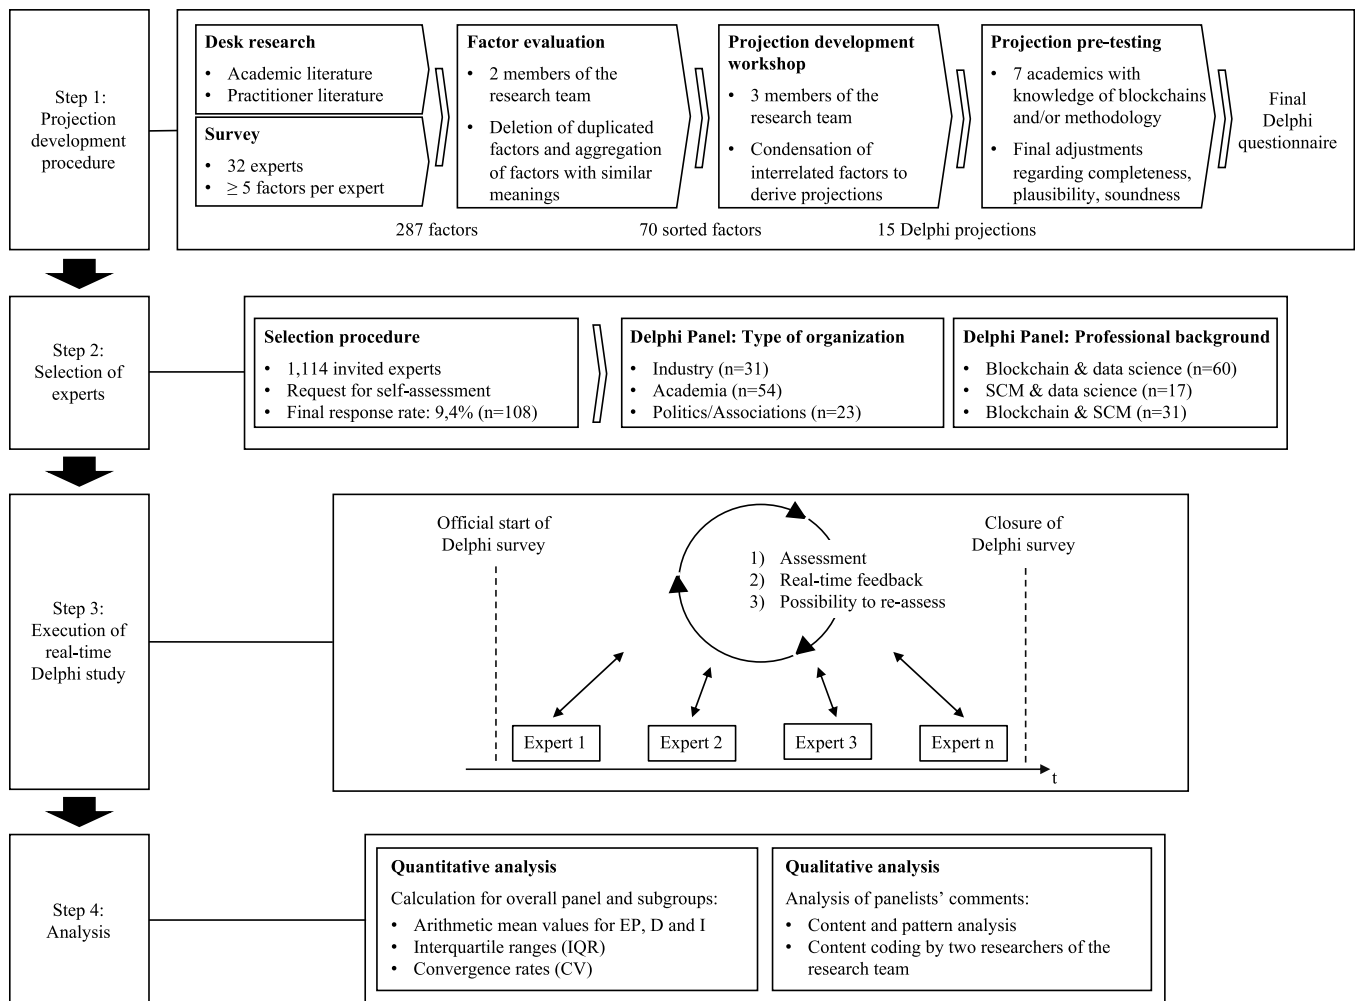 Step 1:
Projection
development
procedure
Desk research
• Academic literature
• Practitioner literature
Survey
• 32 experts
• ≥ 5 factors per expert
Factor evaluation
• 2 members of the
research team
• Deletion of duplicated
factors and aggregation
of factors with similar
meanings
Projection development
workshop
• 3 members of the
research team
• Condensation of
interrelated factors to
derive projections
Projection pre-testing
• 7 academics with
knowledge of blockchains
and/or methodology
• Final adjustments
regarding completeness,
plausibility, soundness
Final
Delphi
questionnaire
287 factors
70 sorted factors
15 Delphi projections
Step 2:
Selection of
experts
Selection procedure
• 1,114 invited experts
• Request for self-assessment
• Final response rate: 9,4% (n=108)
Delphi Panel: Type of organization
• Industry (n=31)
• Academia (n=54)
• Politics/Associations (n=23)
Delphi Panel: Professional background
• Blockchain & data science (n=60)
• SCM & data science (n=17)
• Blockchain & SCM (n=31)
Step 3:
Execution of
real-time
Delphi study
Official start of
Delphi survey
1) Assessment
2) Real-time feedback
3) Possibility to re-assess
Closure of
Delphi survey
Expert 1
Expert 2
Expert 3
Expert n
t
Step 4:
Analysis
Quantitative analysis
Calculation for overall panel and subgroups:
• Arithmetic mean values for EP, D and I
• Interquartile ranges (IQR)
• Convergence rates (CV)
Qualitative analysis
Analysis of panelists’ comments:
• Content and pattern analysis
• Content coding by two researchers of the
research team